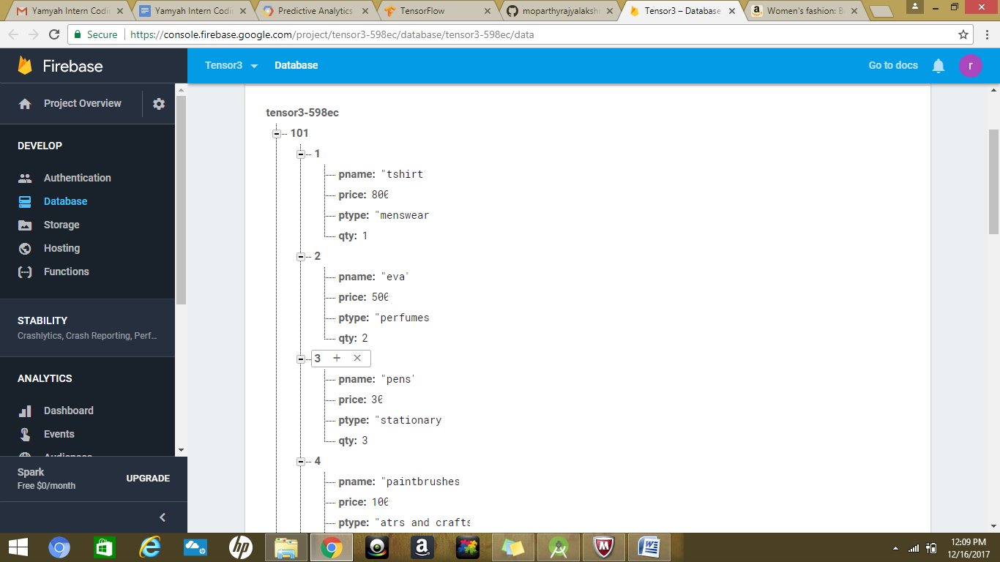 Yamyah Intern Codin
Yamyah Intern Codin
Predictive Analytics
TensorFlow
moparthyrajyalaksh
Tensor3 – Database
Women's fashion: B
Secure
https://console.firebase.google.com/project/tensor3-598ec/database/tensor3-598ec/data
Firebase
Tensor3
Database
Go to docs
r
Project Overview
DEVELOP
Authentication
Database
Storage
Hosting
Functions
STABILITY
Crashlytics, Crash Reporting, Perf...
ANALYTICS
Dashboard
Events
Audiences
Spark
Free $0/month
UPGRADE
tensor3-598ec
101
1
pname: "tshirt"
price: 800
ptype: "menswear
qty: 1
2
pname: "eva"
price: 500
ptype: "perfumes
qty: 2
3 + ×
pname: "pens"
price: 30
ptype: "stationary
qty: 3
4
pname: "paintbrushes
price: 100
ptype: "atrs and crafts
12:09 PM
12/16/2017